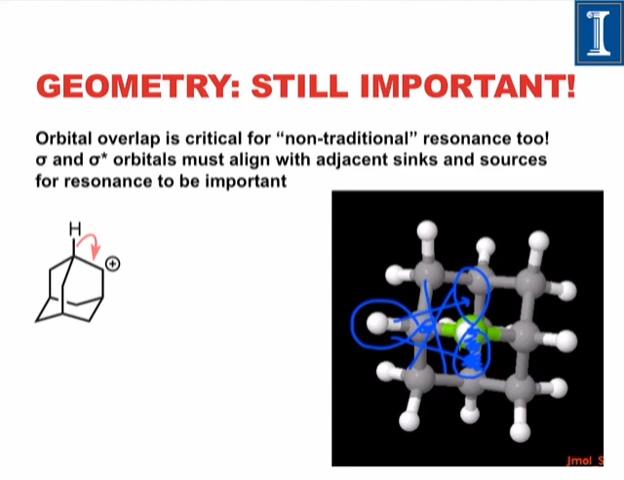 GEOMETRY: STILL IMPORTANT!
Orbital overlap is critical for “non-traditional” resonance too!
σ and σ* orbitals must align with adjacent sinks and sources
for resonance to be important
H
+
Jmol S